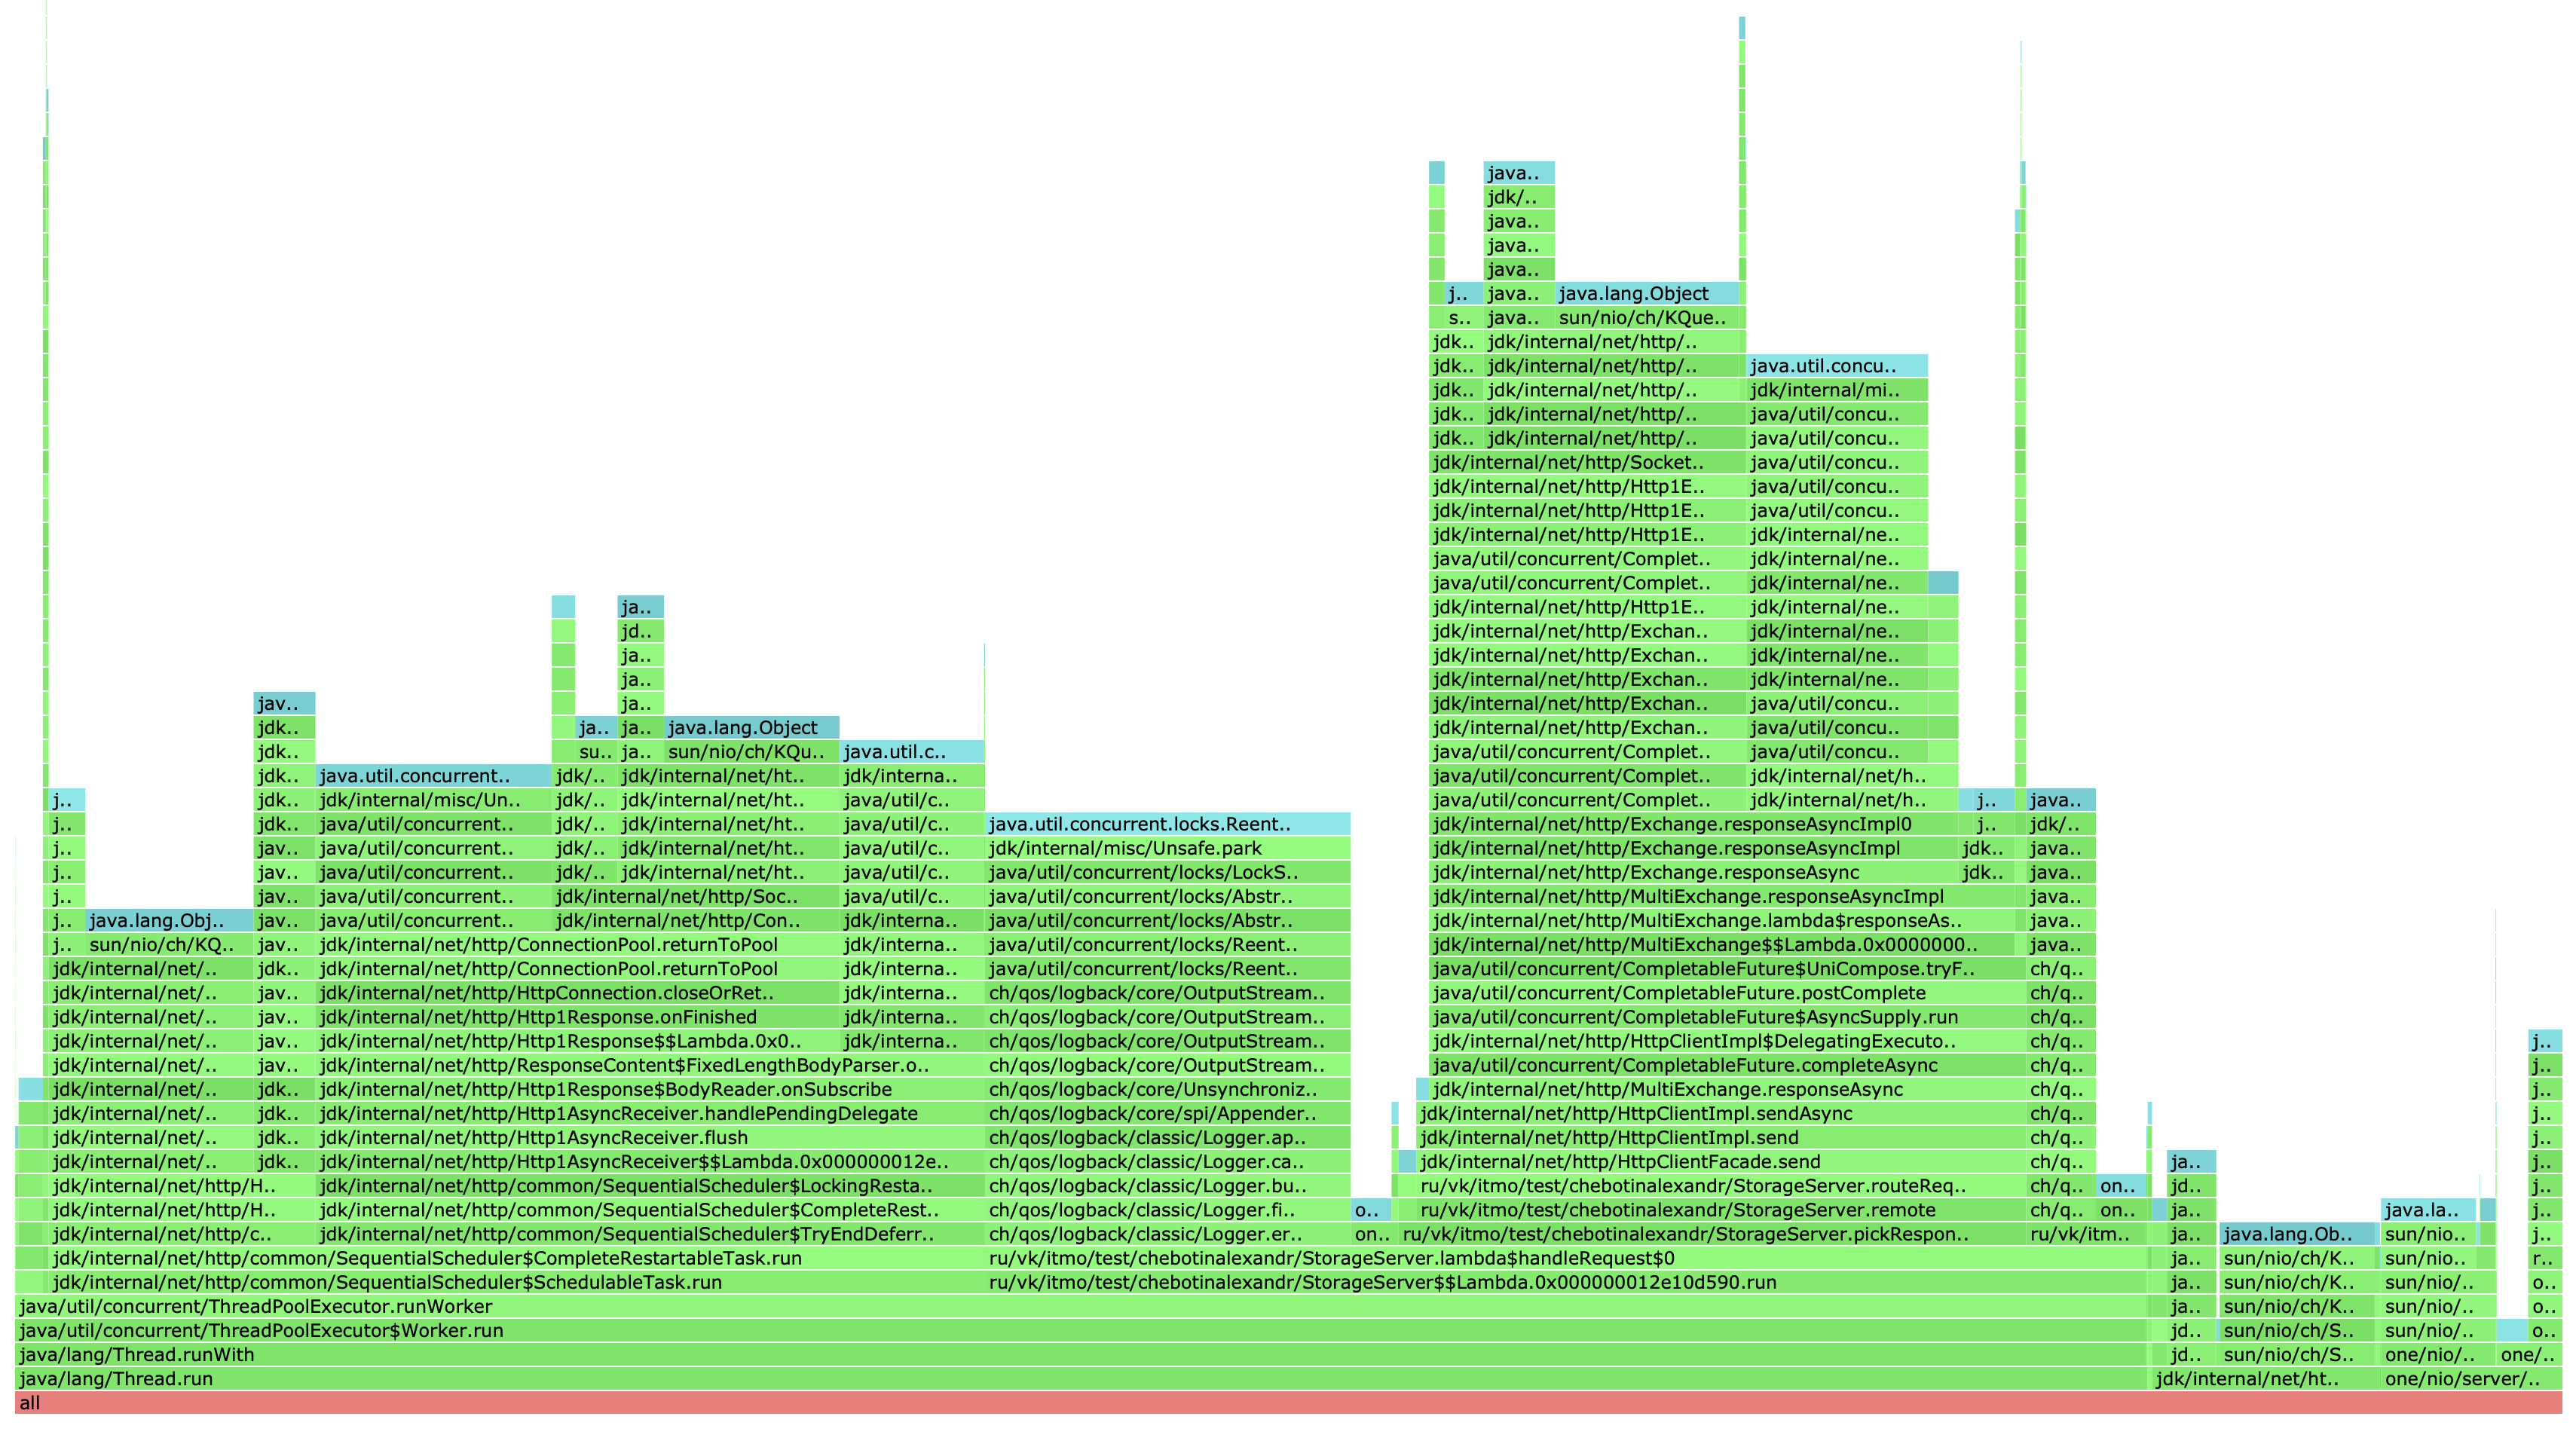 java..
jdk/..
java..
java..
java..
j.. java.. java.lang.Object
s.. java.. sun/nio/ch/KQue..
jdk.. jdk/internal/net/http/..
jdk.. jdk/internal/net/http/.. java.util.concu..
jdk.. jdk/internal/net/http/.. jdk/internal/mi..
jdk.. jdk/internal/net/http/.. java/util/concu..
jdk.. jdk/internal/net/http/.. java/util/concu..
jdk/internal/net/http/Socket.. java/util/concu..
jdk/internal/net/http/Http1E.. java/util/concu..
jdk/internal/net/http/Http1E.. java/util/concu..
jdk/internal/net/http/Http1E.. jdk/internal/ne..
java/util/concurrent/Complet.. jdk/internal/ne..
java/util/concurrent/Complet.. jdk/internal/ne..
ja.. jdk/internal/net/http/Http1E.. jdk/internal/ne..
jd.. jdk/internal/net/http/Exchan.. jdk/internal/ne..
ja.. jdk/internal/net/http/Exchan.. jdk/internal/ne..
ja.. jdk/internal/net/http/Exchan.. jdk/internal/ne..
jav.. ja.. jdk/internal/net/http/Exchan.. java/util/concu..
jdk.. ja.. ja.. java.lang.Object jdk/internal/net/http/Exchan.. java/util/concu..
jdk.. su.. ja.. sun/nio/ch/KQu.. java.util.c.. java/util/concurrent/Complet.. java/util/concu..
jdk.. java.util.concurrent.. jdk/.. jdk/internal/net/ht.. jdk/interna.. java/util/concurrent/Complet.. jdk/internal/net/h..
j.. jdk.. jdk/internal/misc/Un.. jdk/.. jdk/internal/net/ht.. java/util/c.. java/util/concurrent/Complet.. jdk/internal/net/h.. j.. java..
j.. jdk.. java/util/concurrent.. jdk/.. jdk/internal/net/ht.. java/util/c.. java.util.concurrent.locks.Reent.. jdk/internal/net/http/Exchange.responseAsyncImpl0 j.. jdk/..
j.. jav.. java/util/concurrent.. jdk/.. jdk/internal/net/ht.. java/util/c.. jdk/internal/misc/Unsafe.park jdk/internal/net/http/Exchange.responseAsyncImpl jdk.. java..
j.. jav.. java/util/concurrent.. jdk/.. jdk/internal/net/ht.. java/util/c.. java/util/concurrent/locks/LockS.. jdk/internal/net/http/Exchange.responseAsync jdk.. java..
j.. jav.. java/util/concurrent.. jdk/internal/net/http/Soc.. java/util/c.. java/util/concurrent/locks/Abstr.. jdk/internal/net/http/MultiExchange.responseAsyncImpl java..
j.. java.lang.Obj.. jav.. java/util/concurrent.. jdk/internal/net/http/Con.. jdk/interna.. java/util/concurrent/locks/Abstr.. jdk/internal/net/http/MultiExchange.lambda$responseAs.. java..
j.. sun/nio/ch/KQ.. jav.. jdk/internal/net/http/ConnectionPool.returnToPool jdk/interna.. java/util/concurrent/locks/Reent.. jdk/internal/net/http/MultiExchange$$Lambda.0x0000000.. java..
jdk/internal/net/.. jdk.. jdk/internal/net/http/ConnectionPool.returnToPool jdk/interna.. java/util/concurrent/locks/Reent.. java/util/concurrent/CompletableFuture$UniCompose.tryF.. ch/q..
jdk/internal/net/.. jav.. jdk/internal/net/http/HttpConnection.closeOrRet.. jdk/interna.. ch/qos/logback/core/OutputStream.. java/util/concurrent/CompletableFuture.postComplete ch/q..
jdk/internal/net/.. jav.. jdk/internal/net/http/Http1Response.onFinished jdk/interna.. ch/qos/logback/core/OutputStream.. java/util/concurrent/CompletableFuture$AsyncSupply.run ch/q..
jdk/internal/net/.. jav.. jdk/internal/net/http/Http1Response$$Lambda.0x0.. jdk/interna.. ch/qos/logback/core/OutputStream.. jdk/internal/net/http/HttpClientImpl$DelegatingExecuto.. ch/q.. j..
jdk/internal/net/.. jav.. jdk/internal/net/http/ResponseContent$FixedLengthBodyParser.o.. ch/qos/logback/core/OutputStream.. java/util/concurrent/CompletableFuture.completeAsync ch/q.. j..
jdk/internal/net/.. jdk.. jdk/internal/net/http/Http1Response$BodyReader.onSubscribe ch/qos/logback/core/Unsynchroniz.. jdk/internal/net/http/MultiExchange.responseAsync ch/q.. j..
jdk/internal/net/.. jdk.. jdk/internal/net/http/Http1AsyncReceiver.handlePendingDelegate ch/qos/logback/core/spi/Appender.. jdk/internal/net/http/HttpClientImpl.sendAsync ch/q.. j..
jdk/internal/net/.. jdk.. jdk/internal/net/http/Http1AsyncReceiver.flush ch/qos/logback/classic/Logger.ap.. jdk/internal/net/http/HttpClientImpl.send ch/q.. j..
jdk/internal/net/.. jdk.. jdk/internal/net/http/Http1AsyncReceiver$$Lambda.0x000000012e.. ch/qos/logback/classic/Logger.ca.. jdk/internal/net/http/HttpClientFacade.send ch/q.. ja.. j..
jdk/internal/net/http/H.. jdk/internal/net/http/common/SequentialScheduler$LockingResta.. ch/qos/logback/classic/Logger.bu.. ru/vk/itmo/test/chebotinalexandr/StorageServer.routeReq.. ch/q.. on.. jd.. j..
jdk/internal/net/http/H.. jdk/internal/net/http/common/SequentialScheduler$CompleteRest.. ch/qos/logback/classic/Logger.fi.. o.. ru/vk/itmo/test/chebotinalexandr/StorageServer.remote ch/q.. on.. ja.. java.la.. j..
jdk/internal/net/http/c.. jdk/internal/net/http/common/SequentialScheduler$TryEndDeferr.. ch/qos/logback/classic/Logger.er.. on.. ru/vk/itmo/test/chebotinalexandr/StorageServer.pickRespon.. ru/vk/itm.. ja.. java.lang.Ob.. sun/nio.. j..
jdk/internal/net/http/common/SequentialScheduler$CompleteRestartableTask.run ru/vk/itmo/test/chebotinalexandr/StorageServer.lambda$handleRequest$0 ja.. sun/nio/ch/K.. sun/nio.. r..
jdk/internal/net/http/common/SequentialScheduler$SchedulableTask.run ru/vk/itmo/test/chebotinalexandr/StorageServer$$Lambda.0x000000012e10d590.run ja.. sun/nio/ch/K.. sun/nio/.. o..
java/util/concurrent/ThreadPoolExecutor.runWorker ja.. sun/nio/ch/K.. sun/nio/.. o..
java/util/concurrent/ThreadPoolExecutor$Worker.run jd.. sun/nio/ch/S.. sun/nio/.. o..
java/lang/Thread.runWith jd.. sun/nio/ch/S.. one/nio/.. one/..
java/lang/Thread.run jdk/internal/net/ht.. one/nio/server/..
all